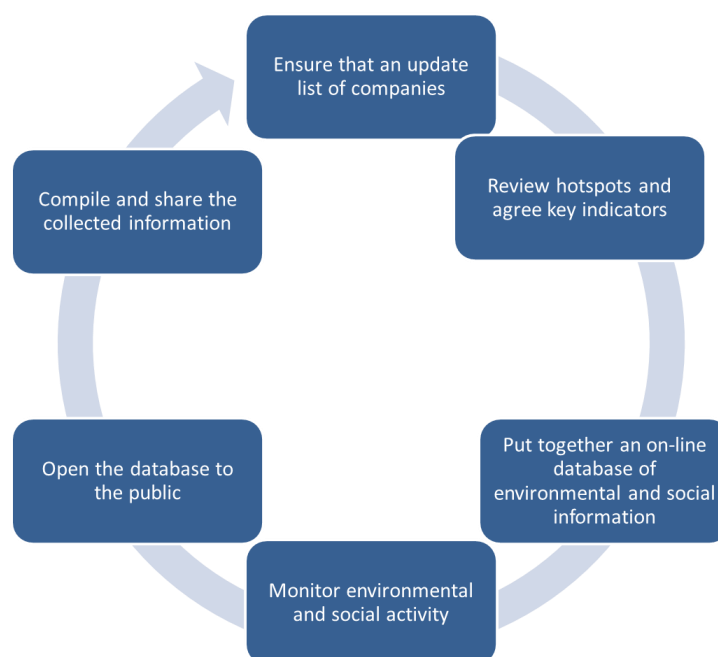 Ensure that an update
list of companies
Review hotspots and
agree key indicators
Put together an on-line
database of
environmental and social
information
Monitor environmental
and social activity
Open the database to
the public
Compile and share the
collected information